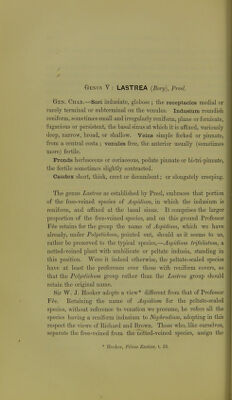 Genus V: LASTREA (Bory), Presl.
Gen. Char.—Sori indusiate, globose; the receptacles medial or
rarely terminal or subterminal on the venules. Indusium roundish
reniform, sometimes small and irregularly reniform, plane or fornicate,
fugacious or persistent, the basal sinus at which it is affixed, variously
deep, narrow, broad, or shallow. Veins simple forked or pinnate,
from a central costa; venules free, the anterior usually (sometimes
more) fertile.
Fronds herbaceous or coriaceous, pedate pinnate or bi-tri-pinnate,
the fertile sometimes slightly contracted.
Caudex short, thick, erect or decumbent; or elongately creeping.
The genus Lastrea as established by Presl, embraces that portion
of the free-veined species of Aspidium, in which the indusium is
reniform, and affixed at the basal sinus. It comprises the larger
proportion of the free-veined species, and on this ground Professor
Fée retains for the group the name of Aspidium, which we have
already, under Polystichum, pointed out, should as it seems to us,
rather be preserved to the typical species,—Aspidium trifoliatum, a
netted-veined plant with umbilicate or peltate indusia, standing in
this position. Were it indeed otherwise, the peltate-scaled species
have at least the preference over those with reniform covers, so
that the Polystichum group rather than the Lastrea group should
retain the original name.
Sir W. J. Hooker adopts a view* different from that of Professor
Fée. Retaining the name of Aspidium for the peltate-scaled
species, without reference to venation we presume, he refers all the
species having a reniform indusium to Nephrodium, adopting in this
respect the views of Richard and Brown. Those who, like ourselves,
separate the free-veined from the netted-veined species, assign the
* Hooker, Filices Exoticæ, t. 33.